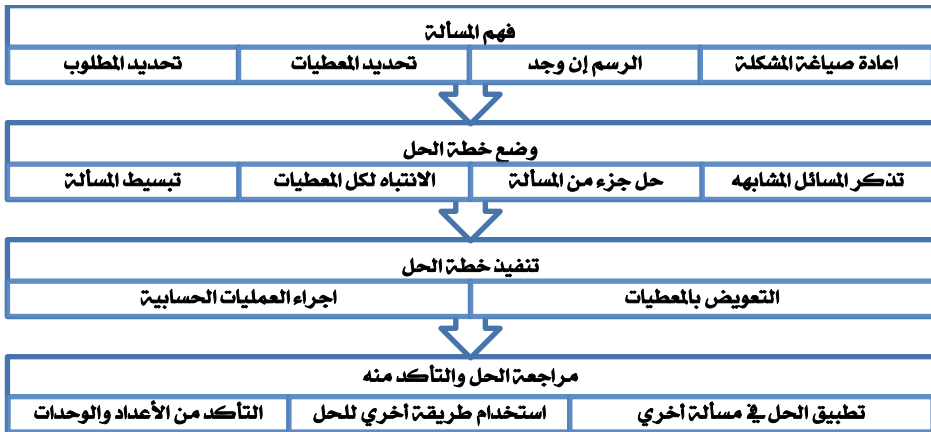 فهم المسألة
اعادة صياغة المشكلة
الرسم إن وجد
تحديد المعطيات
تحديد المطلوب
وضع خطة الحل
تذكر المسائل المشابهه
حل جزء من المسألة
الانتباه لكل المعطيات
تبسيط المسألة
تنفيذ خطة الحل
التعويض بالمعطيات
اجراء العمليات الحسابية
مراجعة الحل والتأكد منه
تطبيق الحل في مسألة أخري
استخدام طريقة أخري للحل
التأكد من الأعداد والوحدات